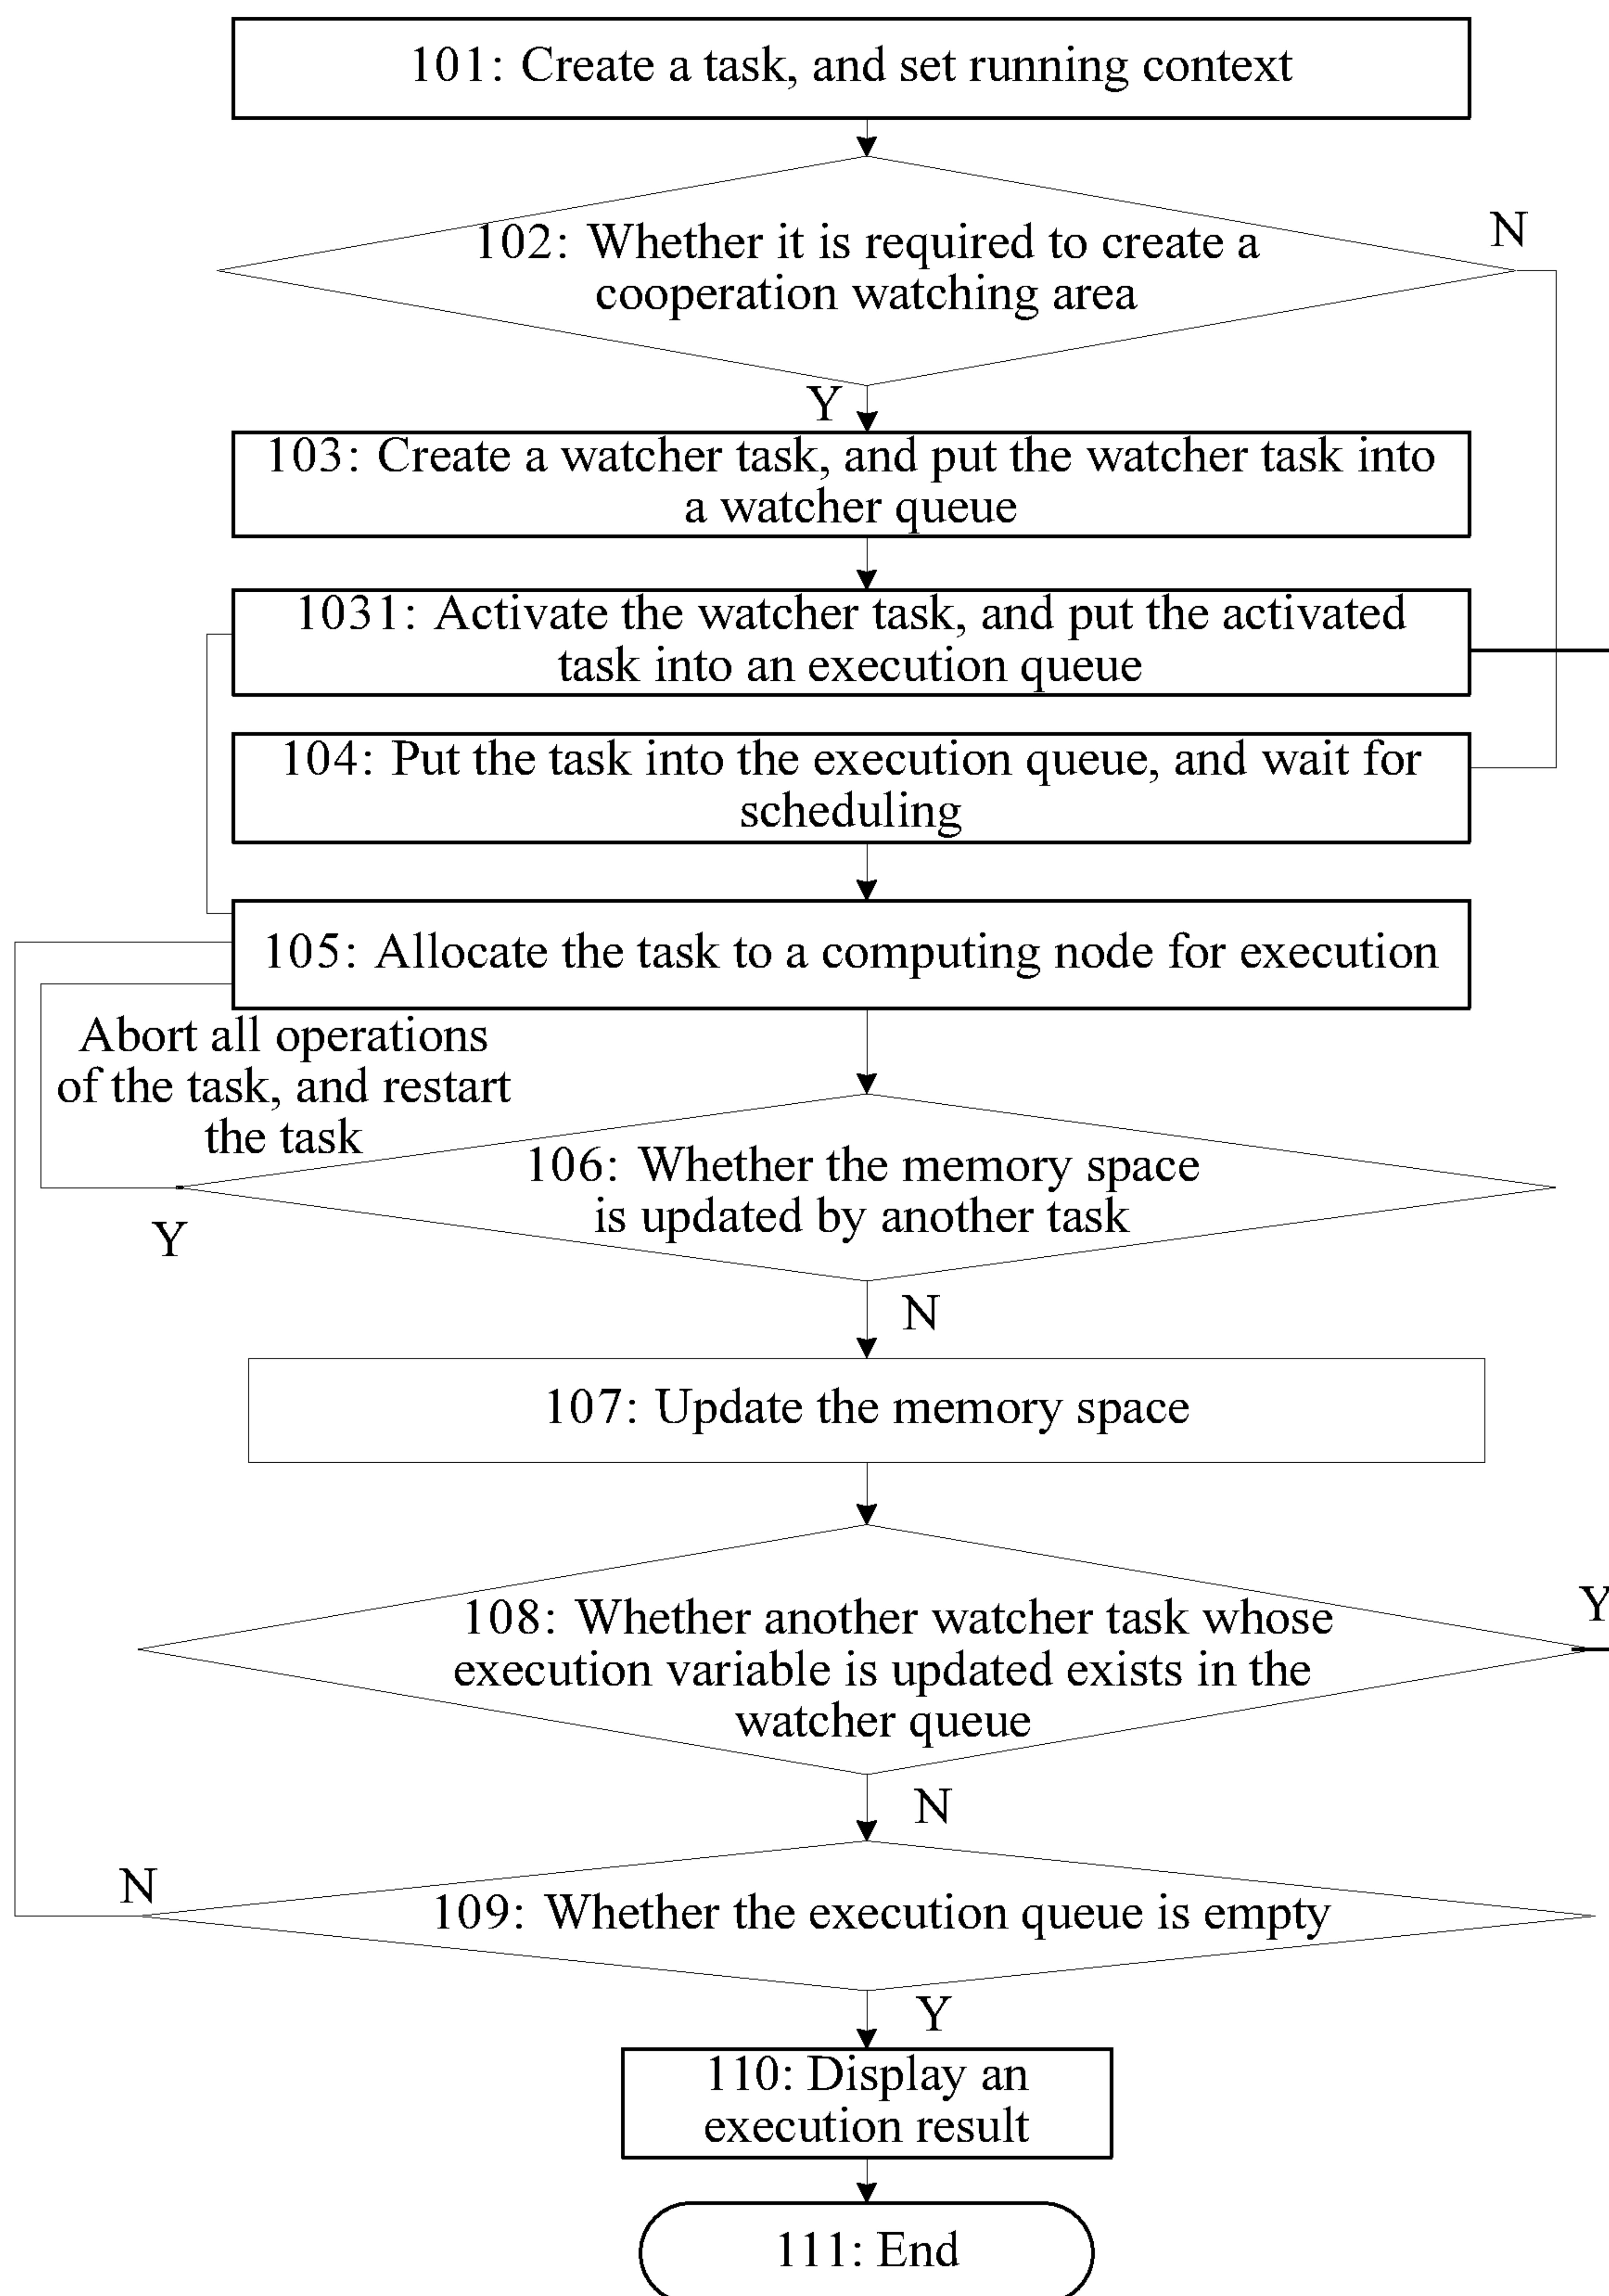 101: Create a task, and set running context
102: Whether it is required to create a
cooperation watching area
N
Y
103: Create a watcher task, and put the watcher task into
a watcher queue
1031: Activate the watcher task, and put the activated
task into an execution queue
104: Put the task into the execution queue, and wait for
scheduling
105: Allocate the task to a computing node for execution
Abort all operations
of the task, and restart
the task
106: Whether the memory space
is updated by another task
Y
N
107: Update the memory space
108: Whether another watcher task whose
execution variable is updated exists in the
watcher queue
Y
N
N
109: Whether the execution queue is empty
Y
110: Display an
execution result
111: End